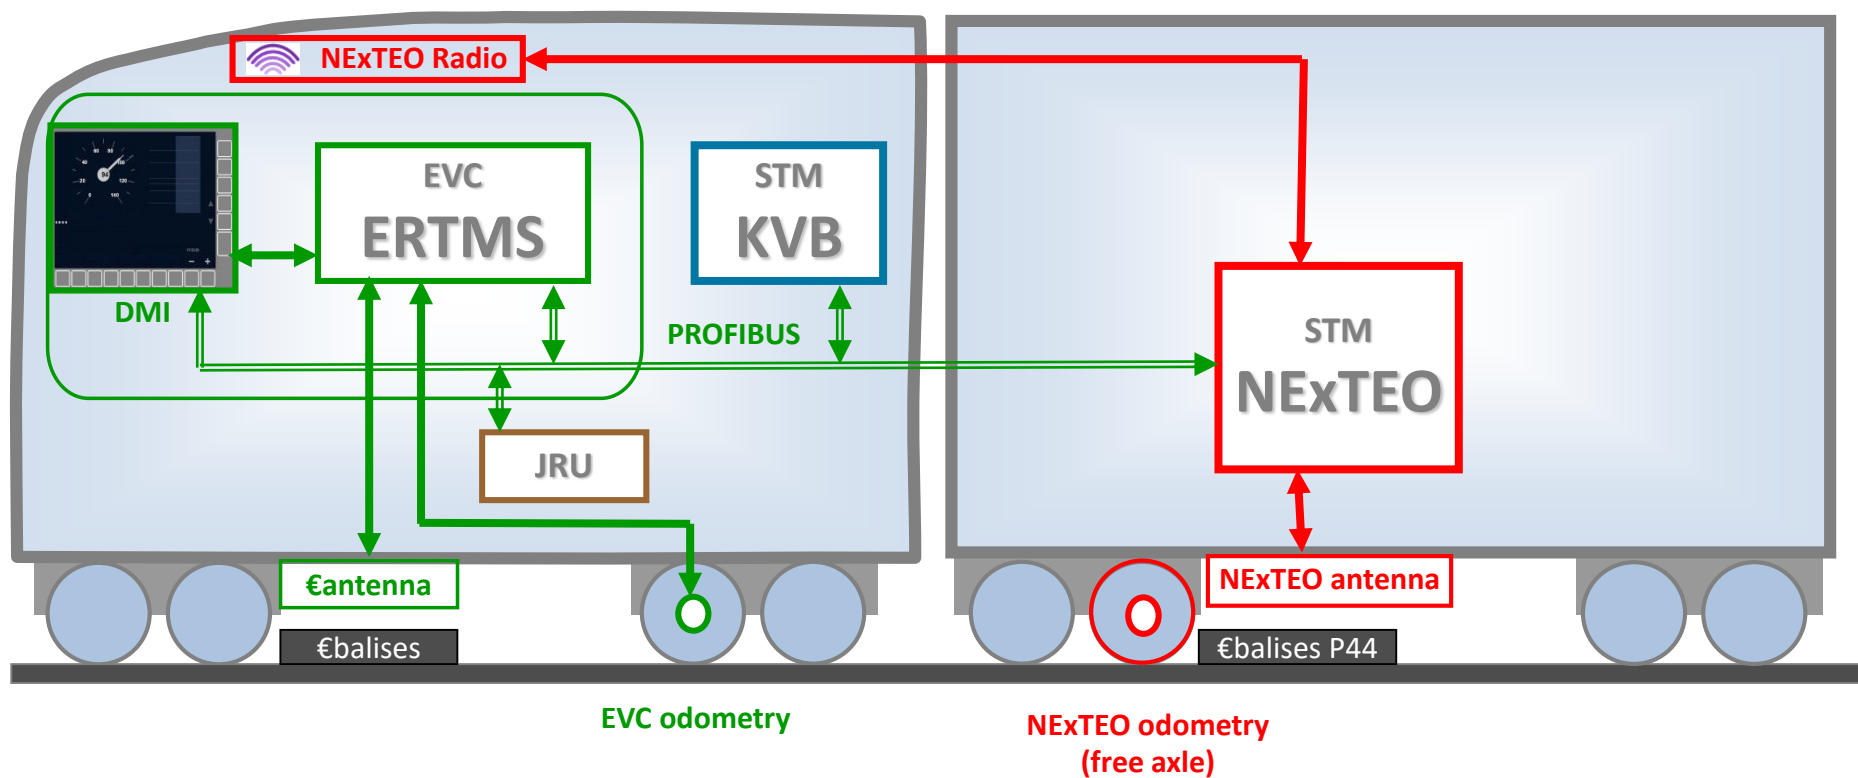 NExTEO Radio
EVC
ERTMS
STM
KVB
DMI
PROFIBUS
STM
NExTEO
JRU
€antenna
NExTEO antenna
€balises
€balises P44
EVC odometry
NExTEO odometry
(free axle)